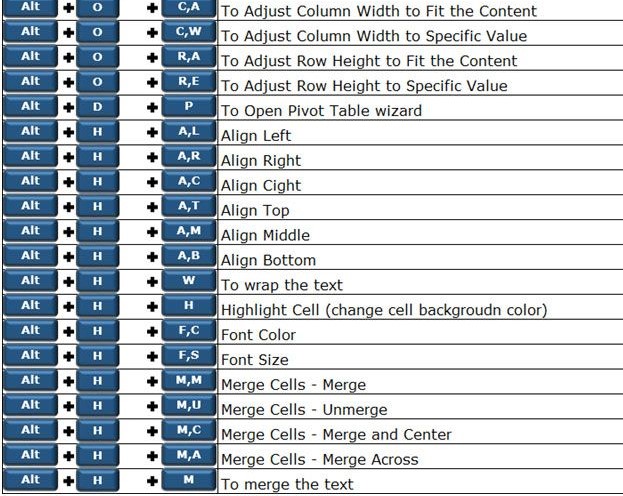 Alt + O + C,A To Adjust Column Width to Fit the Content
Alt + O + C,W To Adjust Column Width to Specific Value
Alt + O + R,A To Adjust Row Height to Fit the Content
Alt + O + R,E To Adjust Row Height to Specific Value
Alt + D + P To Open Pivot Table wizard
Alt + H + A,L Align Left
Alt + H + A,R Align Right
Alt + H + A,C Align Cight
Alt + H + A,T Align Top
Alt + H + A,M Align Middle
Alt + H + A,B Align Bottom
Alt + H + W To wrap the text
Alt + H + H Highlight Cell (change cell backgroudn color)
Alt + H + F,C Font Color
Alt + H + F,S Font Size
Alt + H + M,M Merge Cells - Merge
Alt + H + M,U Merge Cells - Unmerge
Alt + H + M,C Merge Cells - Merge and Center
Alt + H + M,A Merge Cells - Merge Across
Alt + H + M To merge the text